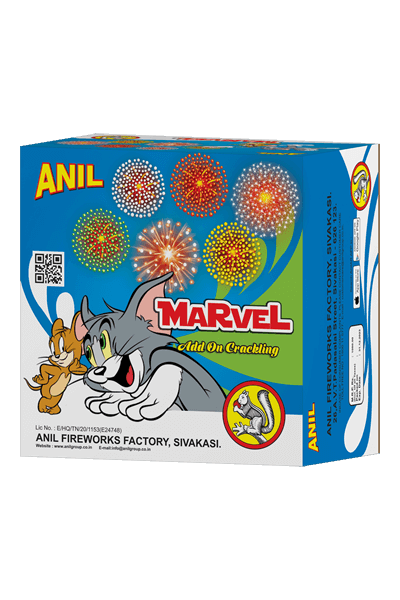 ANIL
MARVEL
Add On Crackling
Lic No. : E/HQ/TN/20/1153(E24748)
ANIL FIREWORKS FACTORY, SIVAKASI.
Website : www.anilgroup.co.in E-mail:info@anilgroup.co.in
ANIL
ANIL FIREWORKS FACTORY, SIVAKASI.